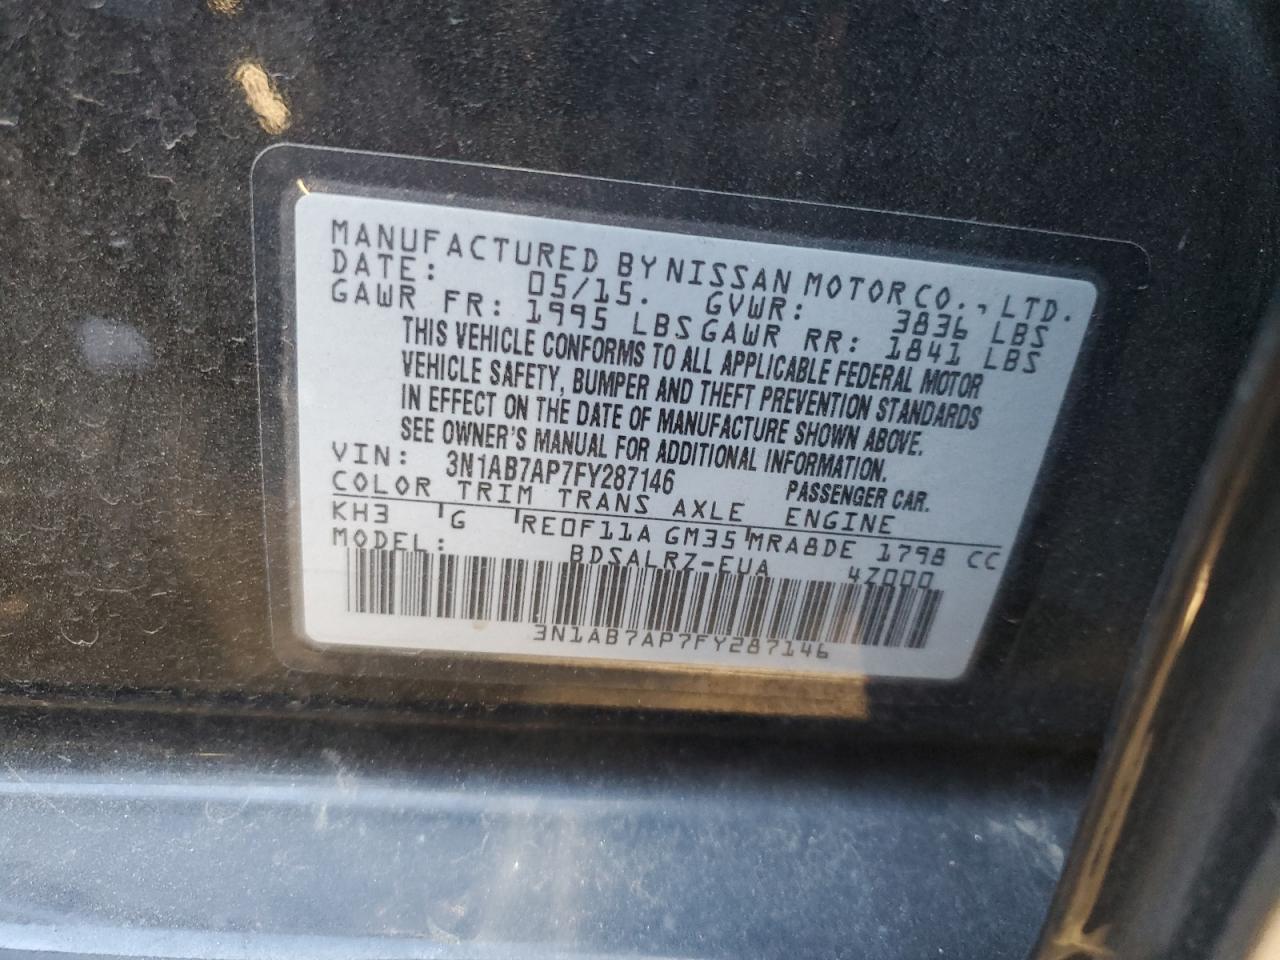 MANUFACTURED BY NISSAN MOTOR CO., LTD.
DATE: 05/15. GVWR: 3836 LBS
GAWR FR: 1995 LBS GAWR RR: 1841 LBS
THIS VEHICLE CONFORMS TO ALL APPLICABLE FEDERAL MOTOR
VEHICLE SAFETY, BUMPER AND THEFT PREVENTION STANDARDS
IN EFFECT ON THE DATE OF MANUFACTURE SHOWN ABOVE.
SEE OWNER'S MANUAL FOR ADDITIONAL INFORMATION.
VIN: 3N1AB7AP7FY287146 PASSENGER CAR.
COLOR TRIM TRANS AXLE ENGINE
KH3 G RE0F11A GM35 MRA8DE 1798 CC
MODEL: BDSALRZ-EUA 4Z000
3N1AB7AP7FY287146